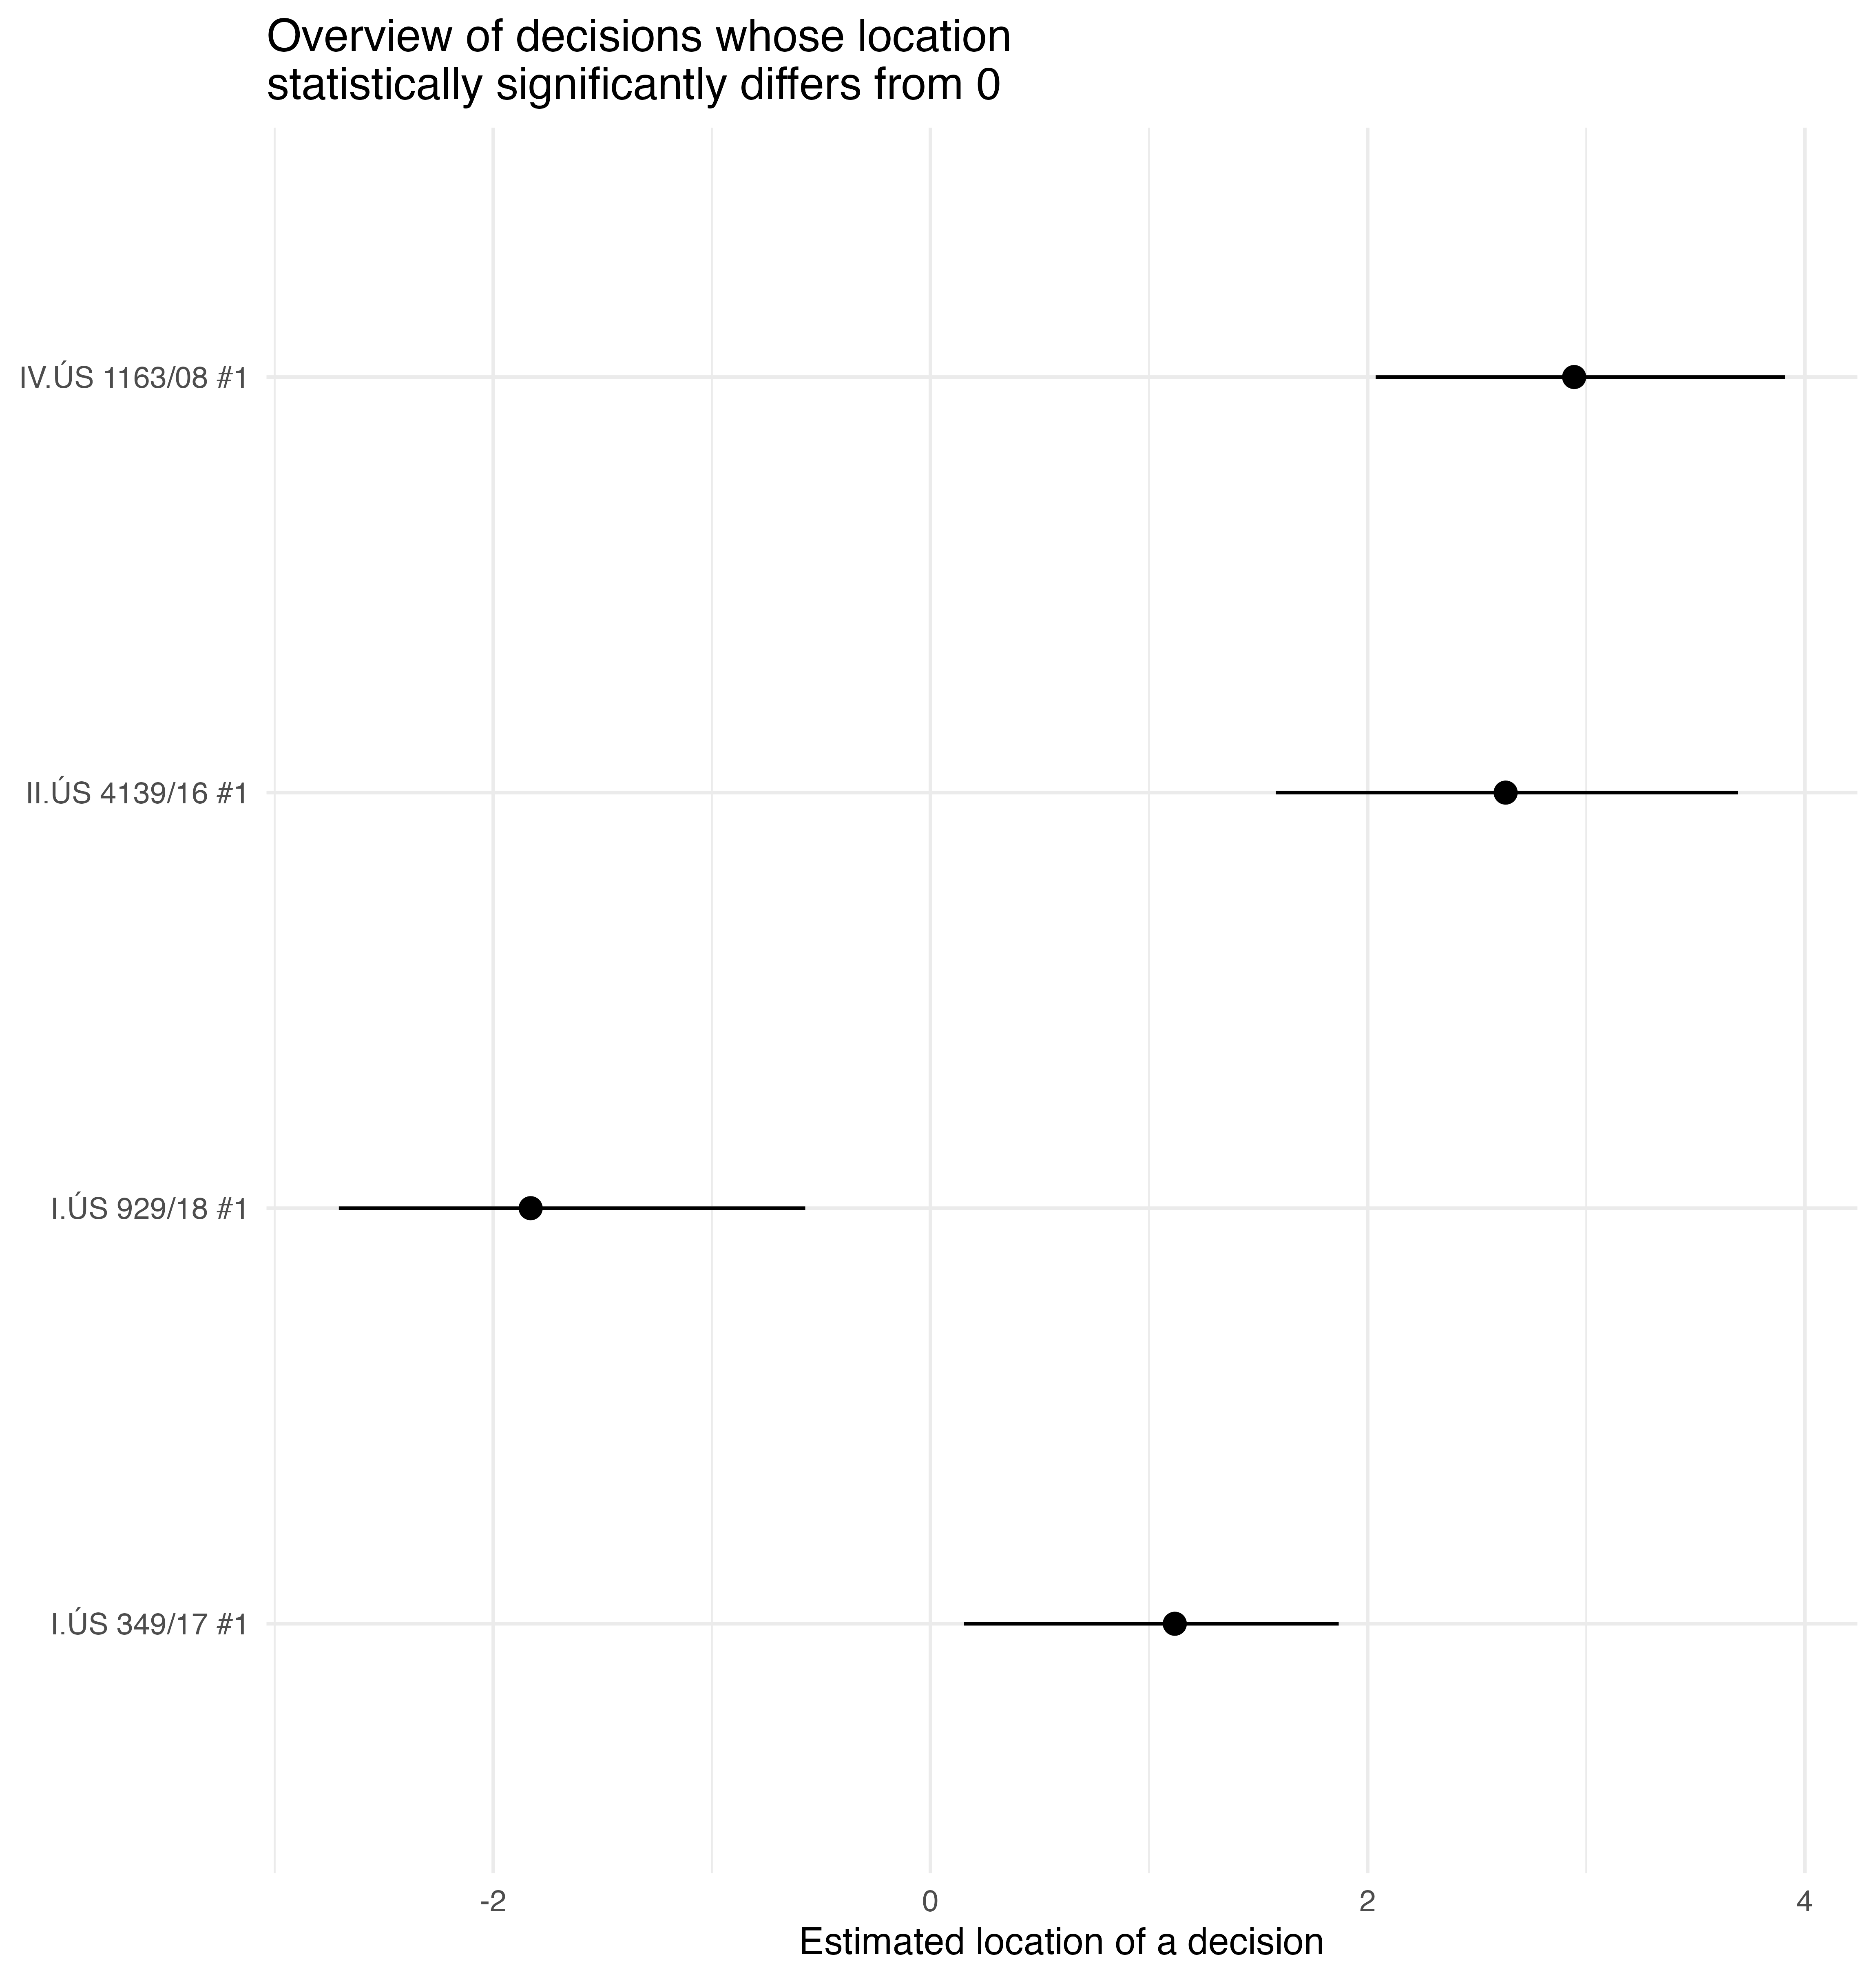 Overview of decisions whose location
statistically significantly differs from 0
IV.ÚS 1163/08 #1
II.ÚS 4139/16 #1
I.ÚS 929/18 #1
I.ÚS 349/17 #1
-2 0 2 4
Estimated location of a decision